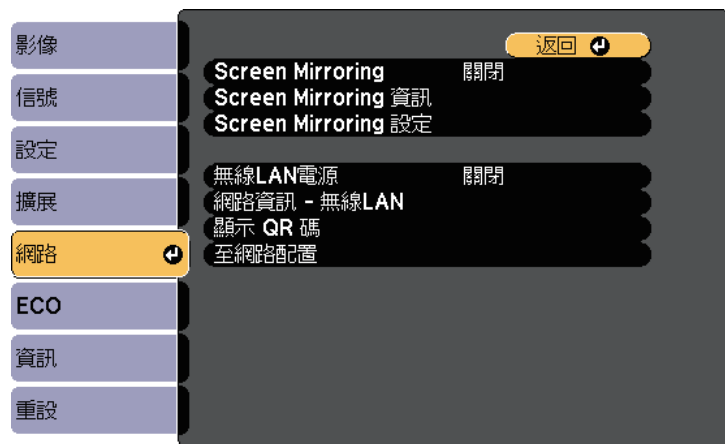 影像
信號
設定
擴展
網路
ECO
資訊
重設
返回
Screen Mirroring 關閉
Screen Mirroring 資訊
Screen Mirroring 設定
無線LAN電源 關閉
網路資訊 - 無線LAN
顯示 QR 碼
至網路配置